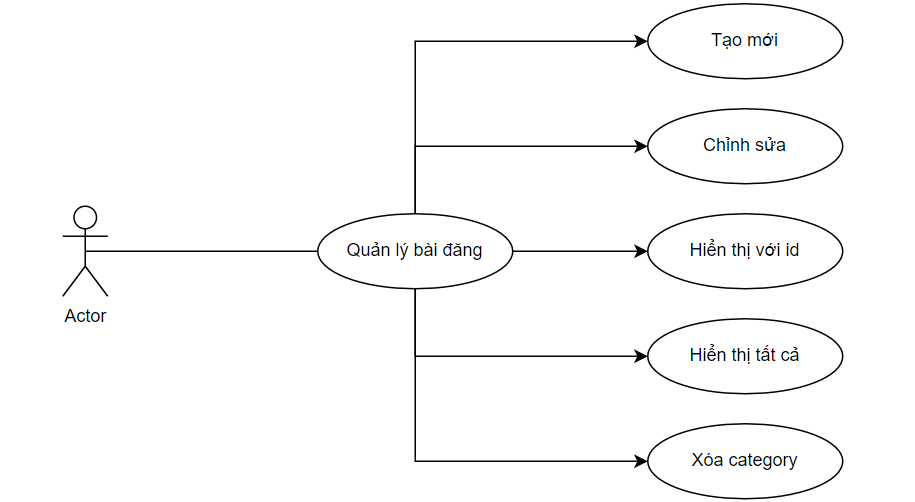 Tạo mới
Chỉnh sửa
Quản lý bài đăng
Hiển thị với id
Actor
Hiển thị tất cả
Xóa category